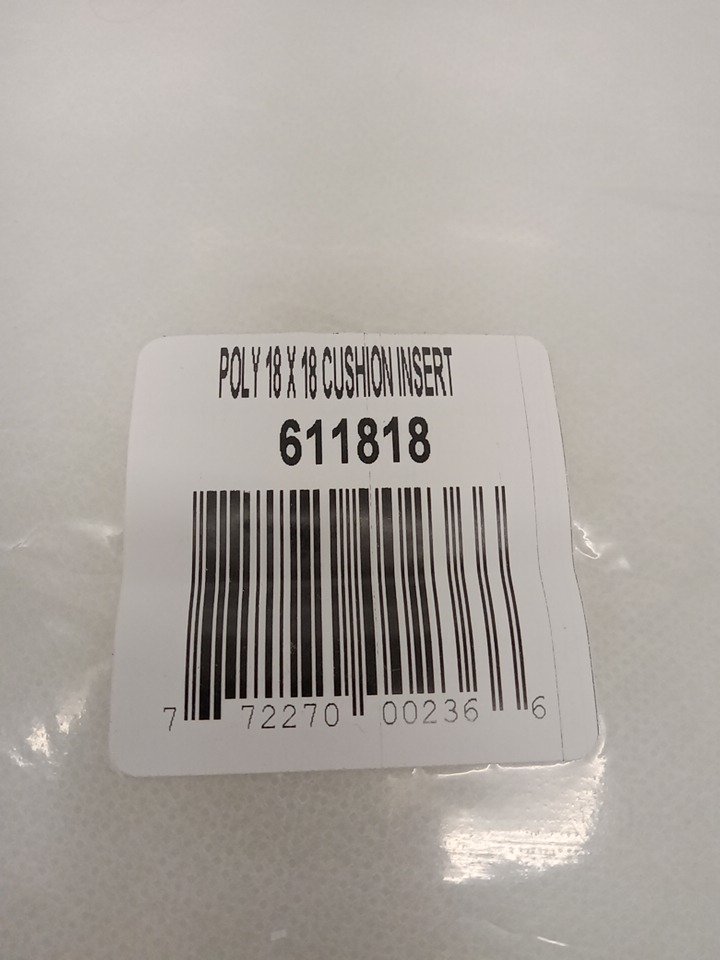 POLY 18 X 18 CUSHION INSERT
611818
7 72270 00236 6